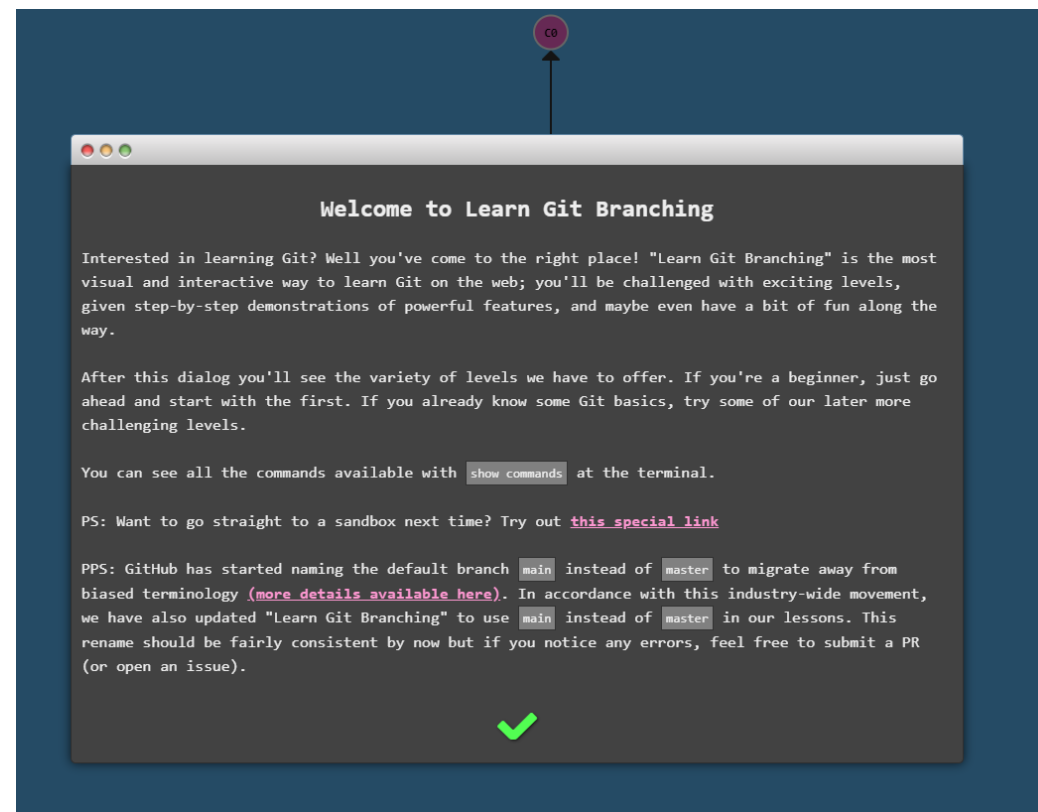 C0
Welcome to Learn Git Branching
Interested in learning Git? Well you've come to the right place! "Learn Git Branching" is the most
visual and interactive way to learn Git on the web; you'll be challenged with exciting levels,
given step-by-step demonstrations of powerful features, and maybe even have a bit of fun along the
way.
After this dialog you'll see the variety of levels we have to offer. If you're a beginner, just go
ahead and start with the first. If you already know some Git basics, try some of our later more
challenging levels.
You can see all the commands available with show commands at the terminal.
PS: Want to go straight to a sandbox next time? Try out this special link
PPS: GitHub has started naming the default branch main instead of master to migrate away from
biased terminology (more details available here). In accordance with this industry-wide movement,
we have also updated "Learn Git Branching" to use main instead of master in our lessons. This
rename should be fairly consistent by now but if you notice any errors, feel free to submit a PR
(or open an issue).